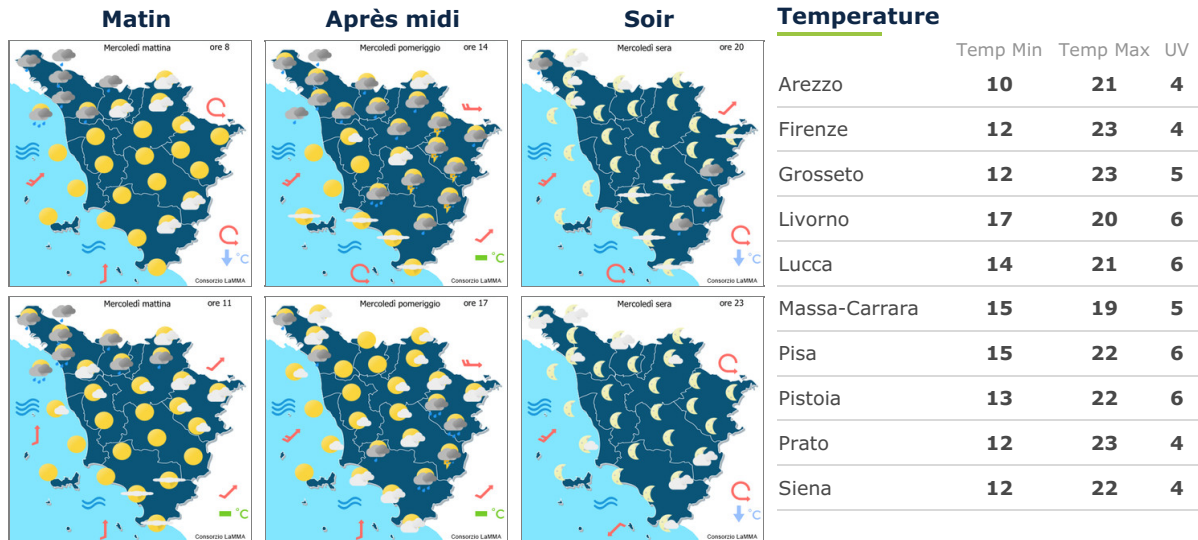 Matin
Après midi
Soir
Mercoledì mattina ore 8
°C
Consorzio LaMMA
Mercoledì pomeriggio ore 14
°C
Consorzio LaMMA
Mercoledì sera ore 20
°C
Consorzio LaMMA
Mercoledì mattina ore 11
°C
Consorzio LaMMA
Mercoledì pomeriggio ore 17
°C
Consorzio LaMMA
Mercoledì sera ore 23
°C
Consorzio LaMMA
Temperature
Temp Min Temp Max UV
Arezzo 10 21 4
Firenze 12 23 4
Grosseto 12 23 5
Livorno 17 20 6
Lucca 14 21 6
Massa-Carrara 15 19 5
Pisa 15 22 6
Pistoia 13 22 6
Prato 12 23 4
Siena 12 22 4